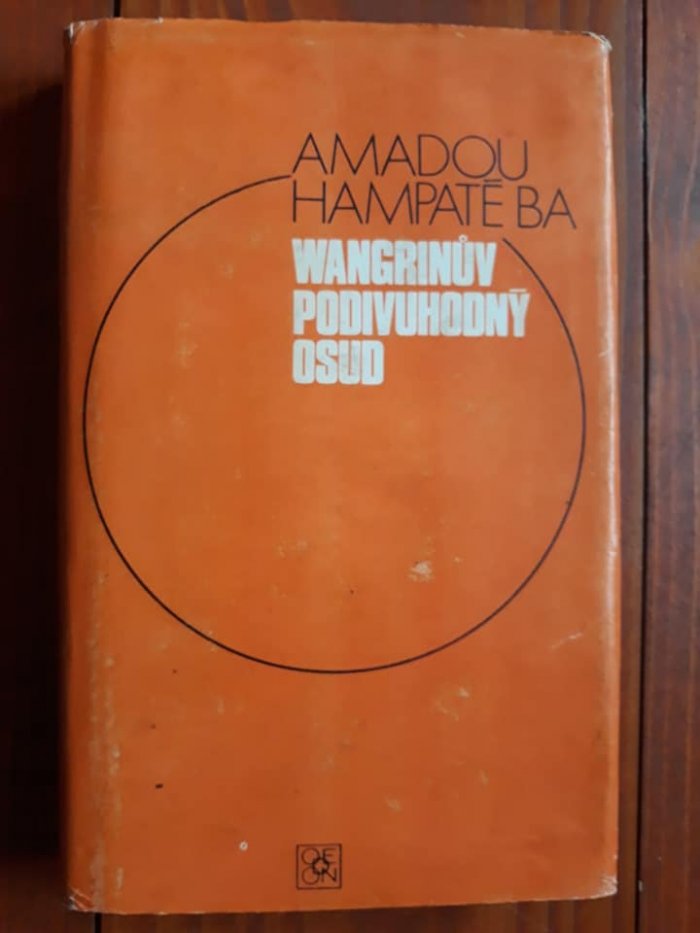 AMADOU
HAMPATÉ BA
WANGRINŮV
PODIVUHODNÝ
OSUD
ODEON